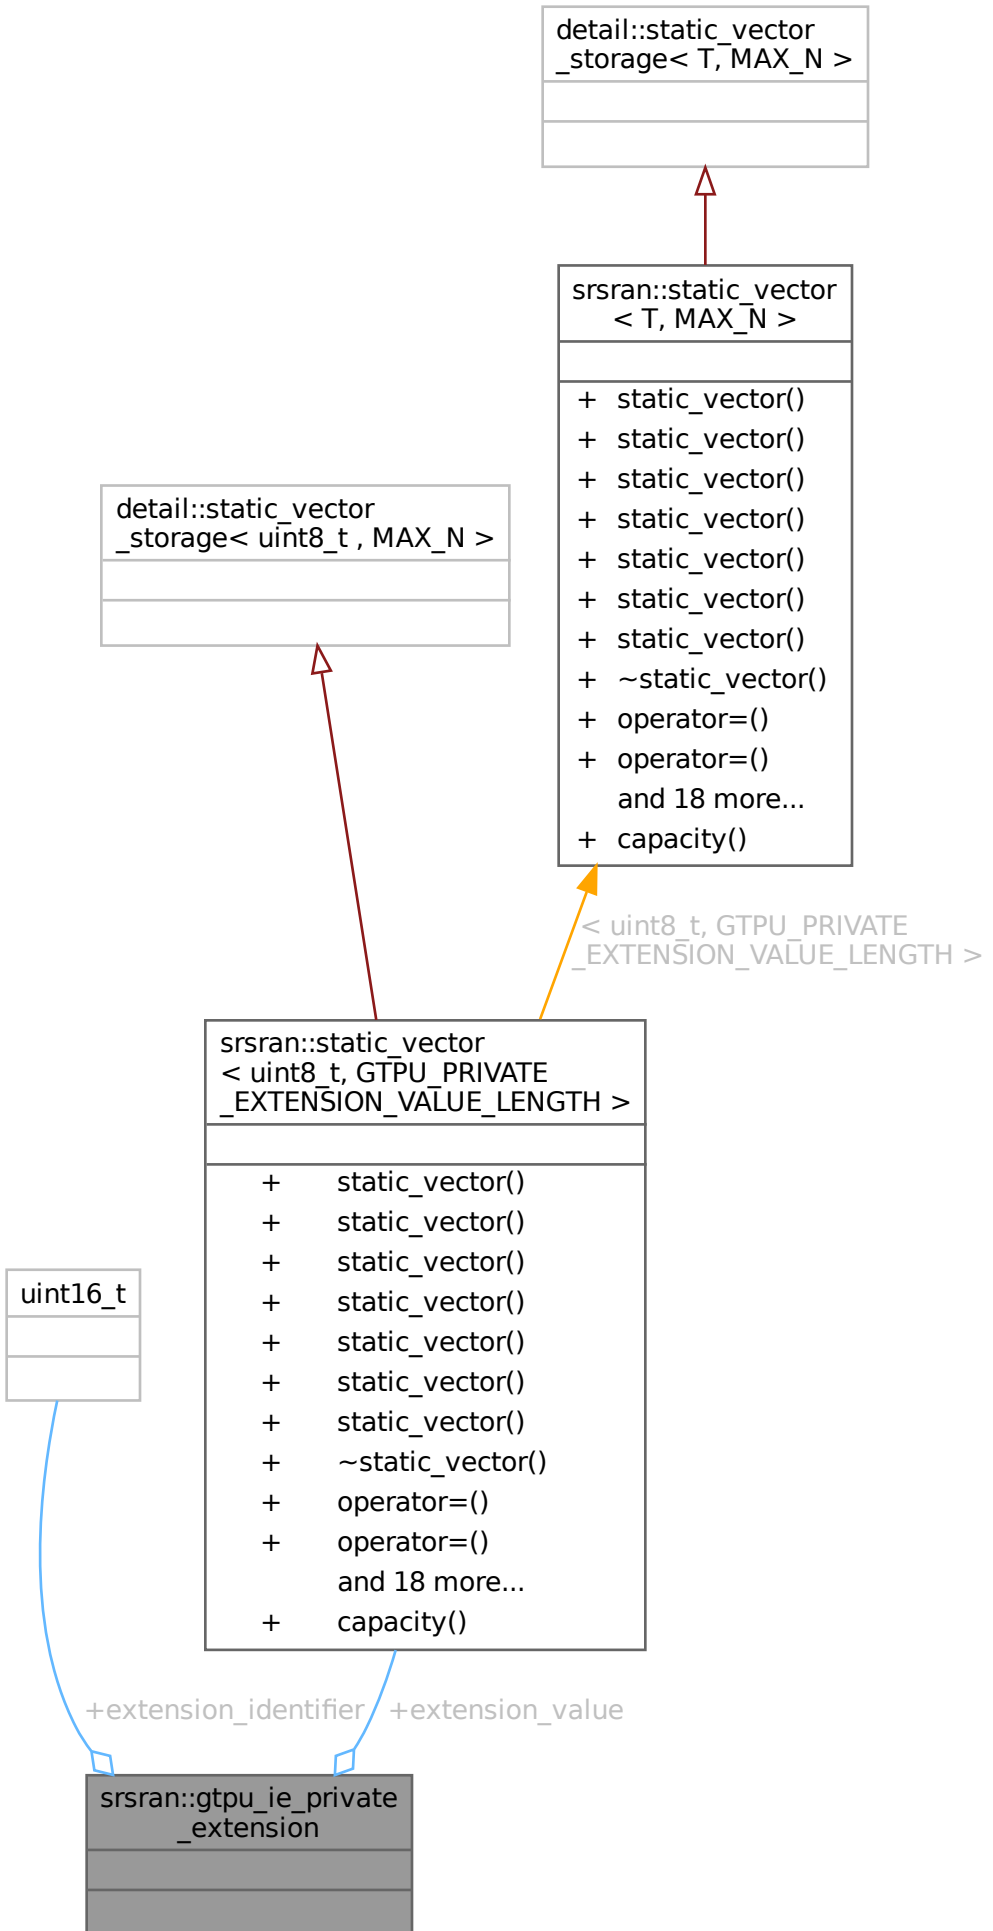 detail::static_vector
_storage< T, MAX_N >
srsran::static_vector
< T, MAX_N >
+ static_vector()
+ static_vector()
+ static_vector()
+ static_vector()
+ static_vector()
+ static_vector()
+ static_vector()
+ ~static_vector()
+ operator=()
+ operator=()
and 18 more...
+ capacity()
detail::static_vector
_storage< uint8_t , MAX_N >
< uint8_t, GTPU_PRIVATE
_EXTENSION_VALUE_LENGTH >
srsran::static_vector
< uint8_t, GTPU_PRIVATE
_EXTENSION_VALUE_LENGTH >
+ static_vector()
+ static_vector()
+ static_vector()
+ static_vector()
+ static_vector()
+ static_vector()
+ static_vector()
+ ~static_vector()
+ operator=()
+ operator=()
and 18 more...
+ capacity()
uint16_t
+extension_identifier
+extension_value
srsran::gtpu_ie_private
_extension